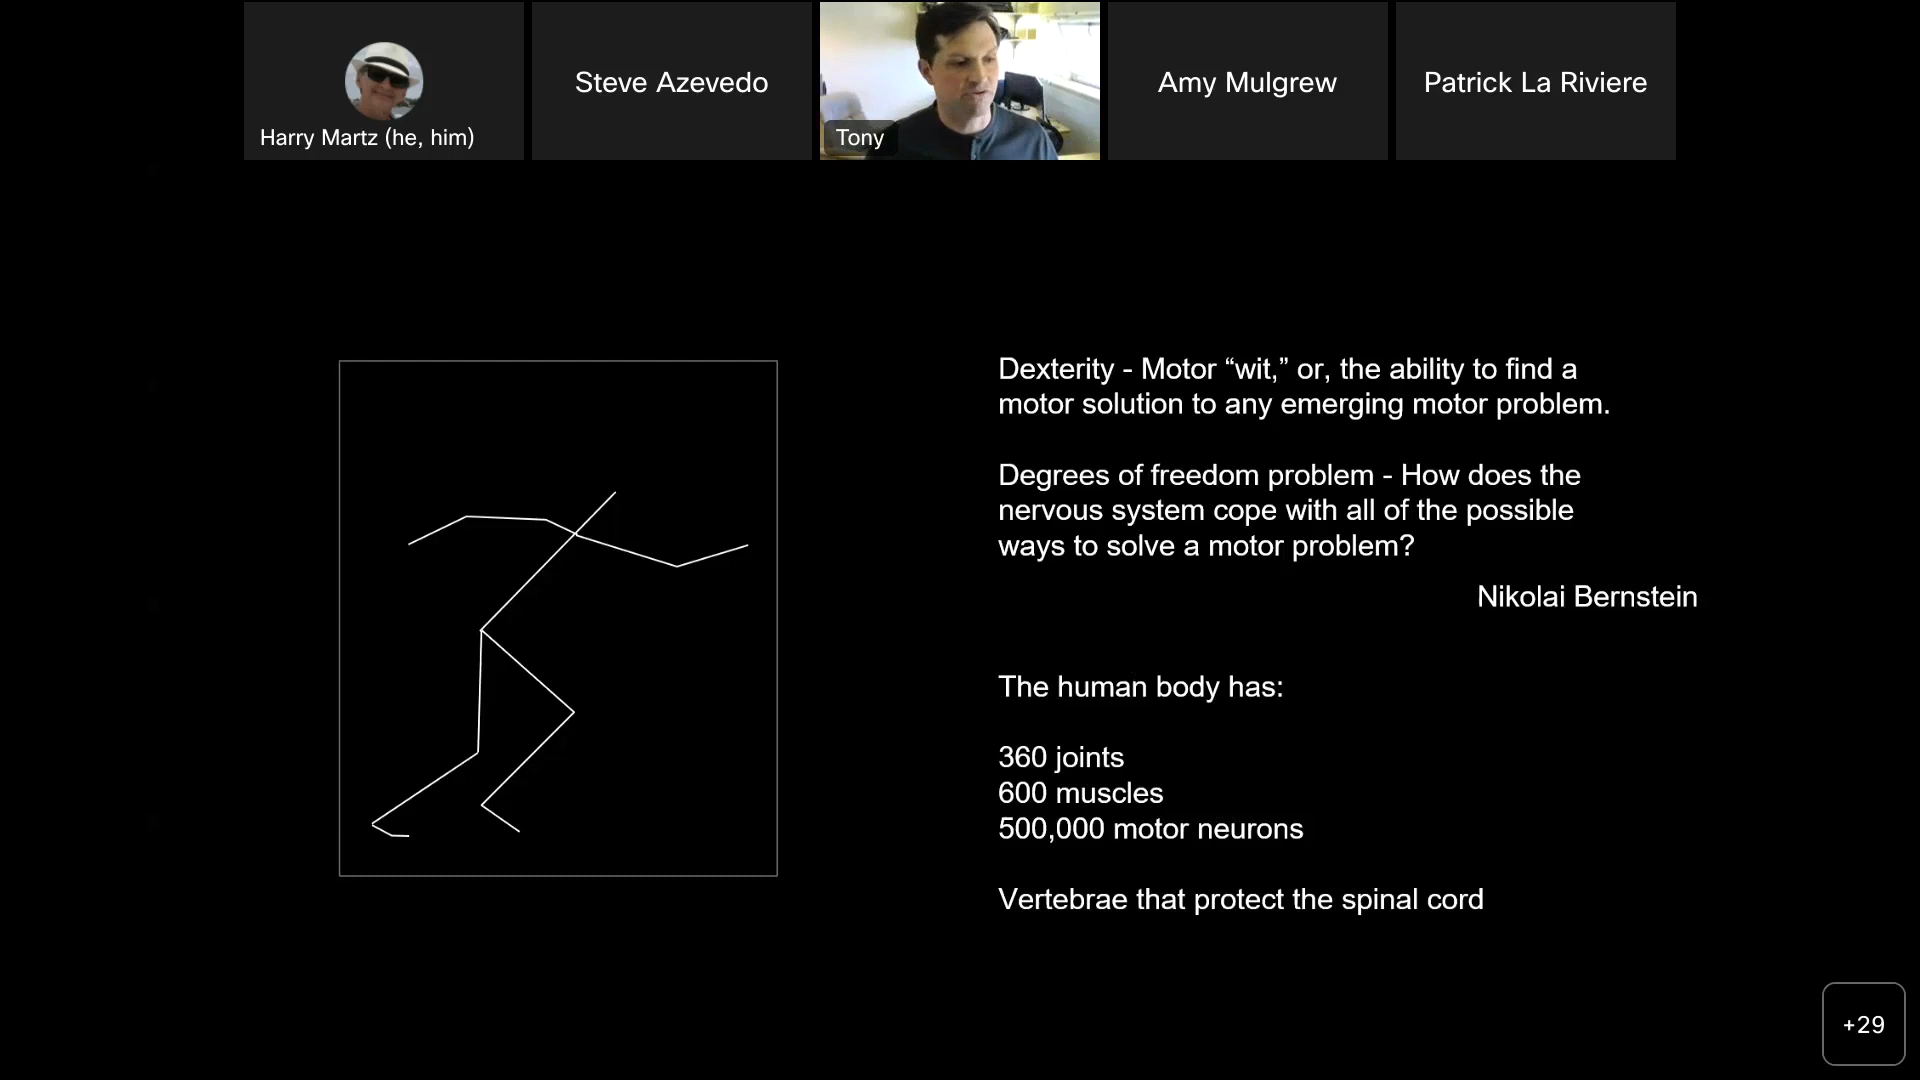 Harry Martz (he, him)
Steve Azevedo
Tony
Amy Mulgrew
Patrick La Riviere
Dexterity - Motor “wit,” or, the ability to find a
motor solution to any emerging motor problem.
Degrees of freedom problem - How does the
nervous system cope with all of the possible
ways to solve a motor problem?
Nikolai Bernstein
The human body has:
360 joints
600 muscles
500,000 motor neurons
Vertebrae that protect the spinal cord
+29